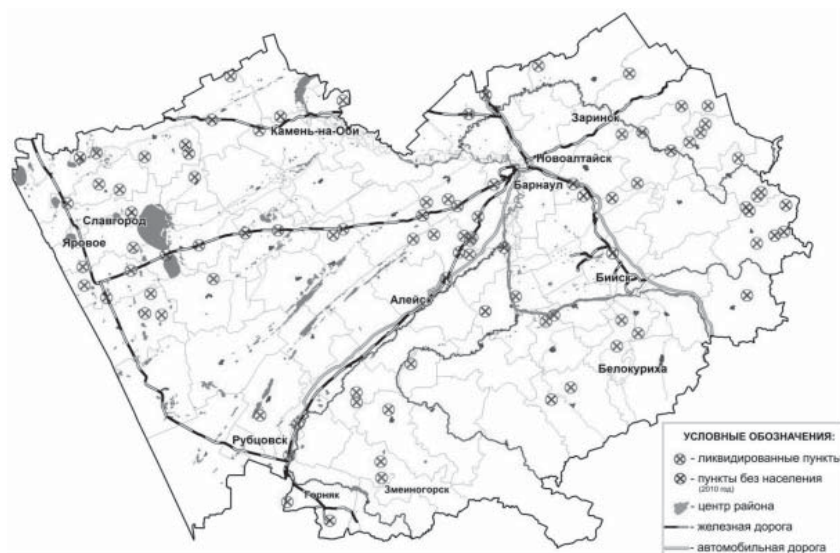 Заринск
Камень-на-Оби
Новоалтайск
Барнаул
Славгород
Яровое
Бийск
Алейск
Белокуриха
Рубцовск
Горняк
Змеиногорск
УСЛОВНЫЕ ОБОЗНАЧЕНИЯ:
- ликвидированные пункты
- пункты без населения
(2010 год)
- центр района
- железная дорога
- автомобильная дорога